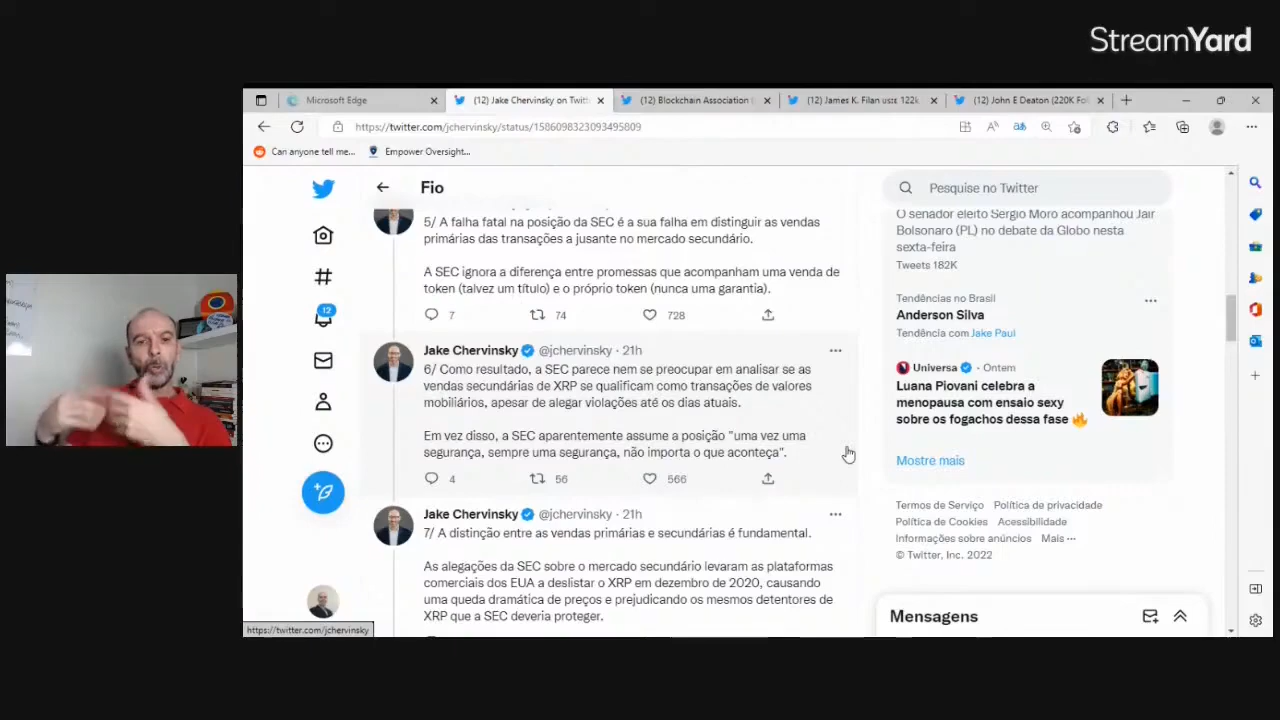 StreamYard
Microsoft Edge
(12) Jake Chervinsky on Twitt
(12) Blockchain Association
(12) James K. Filan
122k
(12) John E Deaton (220K Fol
https://twitter.com/jchervinsky/status/1586098323093495809
Can anyone tell me...
Empower Oversight...
Fio
5/ A falha fatal na posição da SEC é a sua falha em distinguir as vendas
primárias das transações a jusante no mercado secundário.
A SEC ignora a diferença entre promessas que acompanham uma venda de
token (talvez um título) e o próprio token (nunca uma garantia).
7
74
728
12
Jake Chervinsky @jchervinsky · 21h
6/ Como resultado, a SEC parece nem se preocupar em analisar se as
vendas secundárias de XRP se qualificam como transações de valores
mobiliários, apesar de alegar violações até os dias atuais.
Em vez disso, a SEC aparentemente assume a posição "uma vez uma
segurança, sempre uma segurança, não importa o que aconteça".
4
56
566
Jake Chervinsky @jchervinsky · 21h
7/ A distinção entre as vendas primárias e secundárias é fundamental.
As alegações da SEC sobre o mercado secundário levaram as plataformas
comerciais dos EUA a deslistar o XRP em dezembro de 2020, causando
uma queda dramática de preços e prejudicando os mesmos detentores de
XRP que a SEC deveria proteger.
https://twitter.com/jchervinsky
Pesquise no Twitter
O senador eleito Sergio Moro acompanhou Jair
Bolsonaro (PL) no debate da Globo nesta
sexta-feira
Tweets 182K
Tendências no Brasil
Anderson Silva
Tendência com Jake Paul
Universa · Ontem
Luana Piovani celebra a
menopausa com ensaio sexy
sobre os fogachos dessa fase 🔥
Mostre mais
Termos de Serviço Política de privacidade
Política de Cookies Acessibilidade
Informações sobre anúncios Mais ···
© Twitter, Inc. 2022
Mensagens